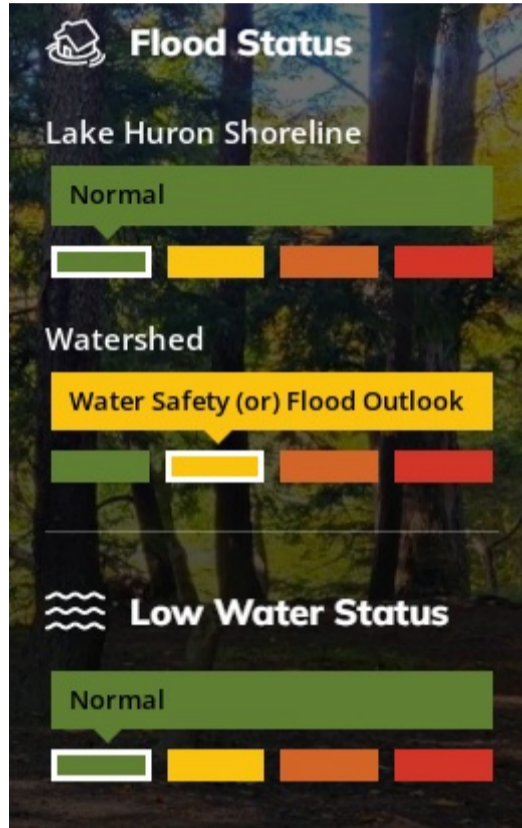 Flood Status
Lake Huron Shoreline
Normal
Watershed
Water Safety (or) Flood Outlook
Low Water Status
Normal